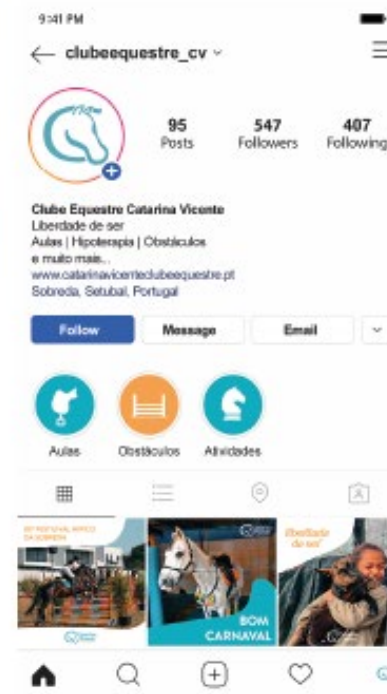 9:41 PM
clubeequestre_cv
95 547 407
Posts Followers Following
Clube Equestre Catarina Vicente
Liberdade de ser
Aulas | Hipoterapia | Obstáculos
e muito mais...
www.catarinavicenteclubeequestre.pt
Sobreda, Setubal, Portugal
Follow Message Email
Aulas Obstáculos Atividades
DA SOBREDA
liberdade
de ser
BOM
CARNAVAL